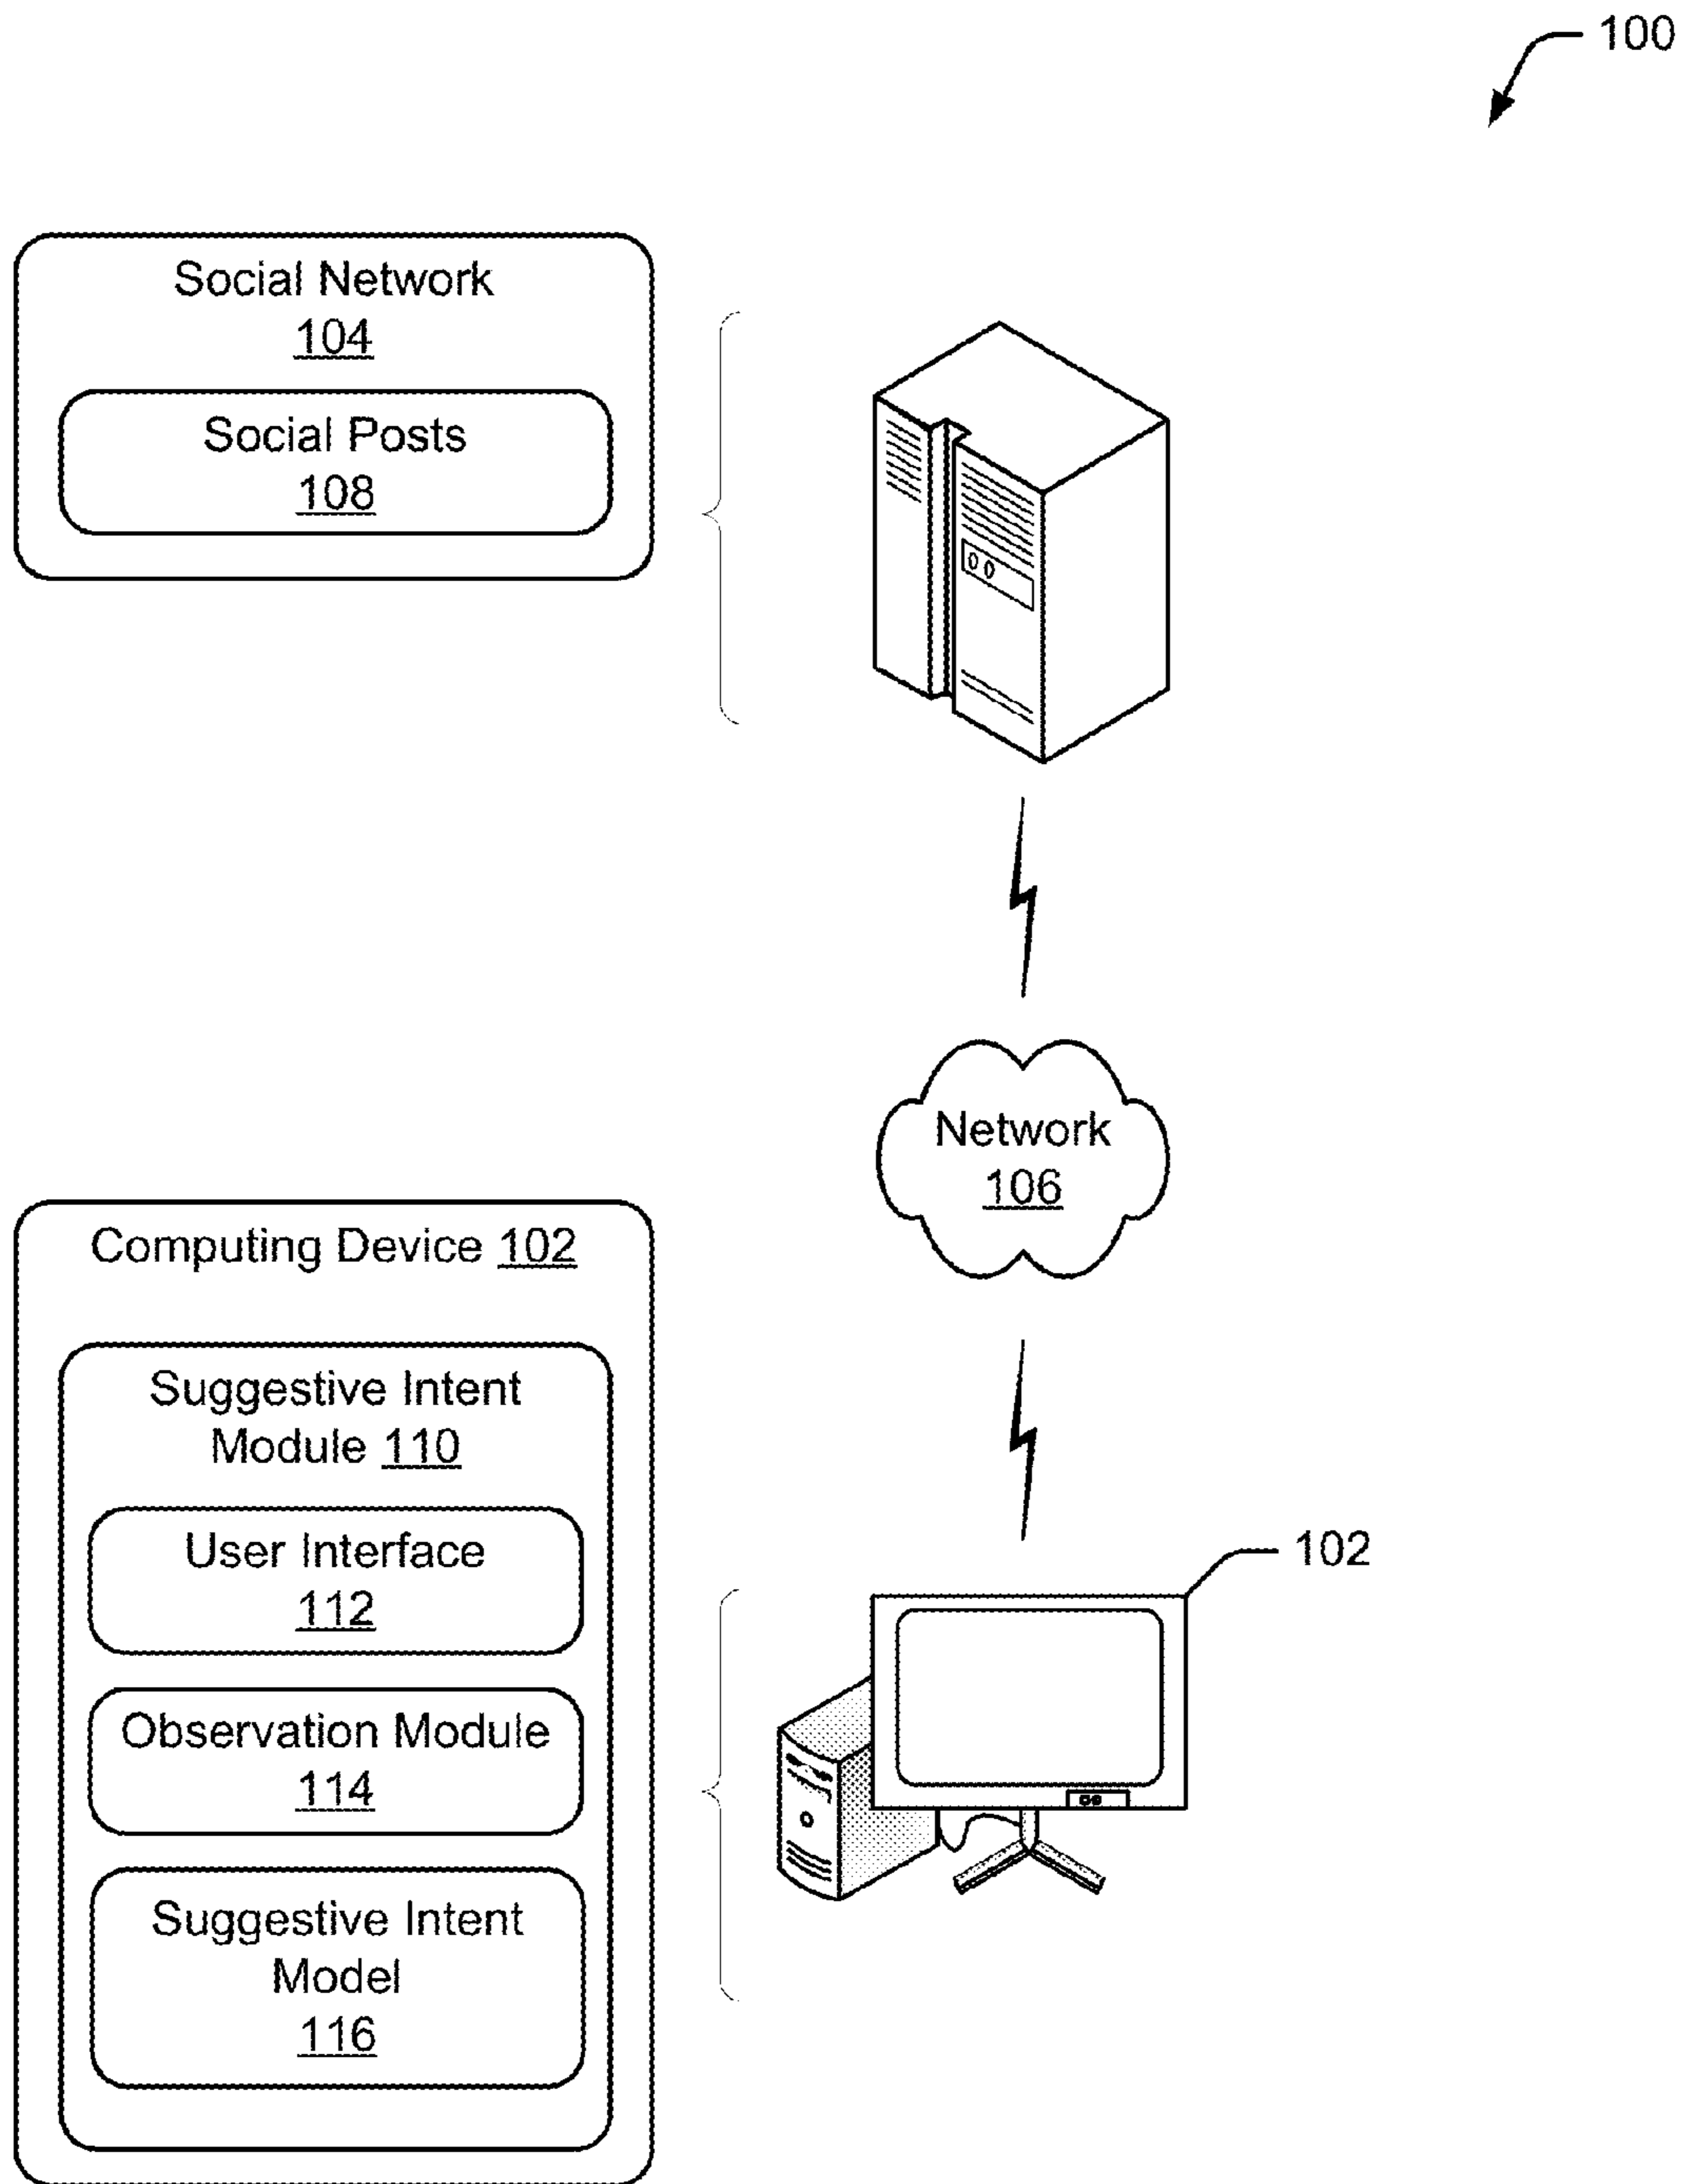 100
Social Network
104
Social Posts
108
Network
106
Computing Device 102
Suggestive Intent
Module 110
User Interface
112
Observation Module
114
Suggestive Intent
Model
116
102